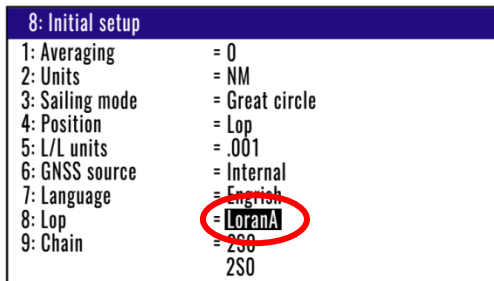 8: Initial setup
1: Averaging = 0
2: Units = NM
3: Sailing mode = Great circle
4: Position = Lop
5: L/L units = .001
6: GNSS source = Internal
7: Language = Engrish
8: Lop = LoranA
9: Chain = 2S0
2S0